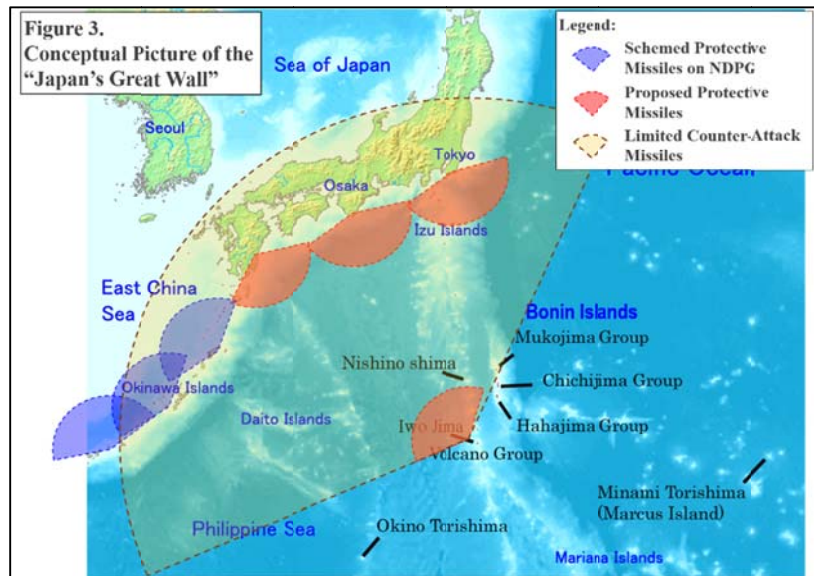 Figure 3.
Conceptual Picture of the
“Japan’s Great Wall”
Legend:
Schemed Protective
Missiles on NDPG
Proposed Protective
Missiles
Limited Counter-Attack
Missiles
Sea of Japan
Seoul
Tokyo
Osaka
Pacific Ocean
Izu Islands
East China
Sea
Bonin Islands
Mukojima Group
Nishino shima
Chichijima Group
Okinawa Islands
Daito Islands
Iwo Jima
Hahajima Group
Volcano Group
Minami Torishima
(Marcus Island)
Philippine Sea
Okino Torishima
Mariana Islands